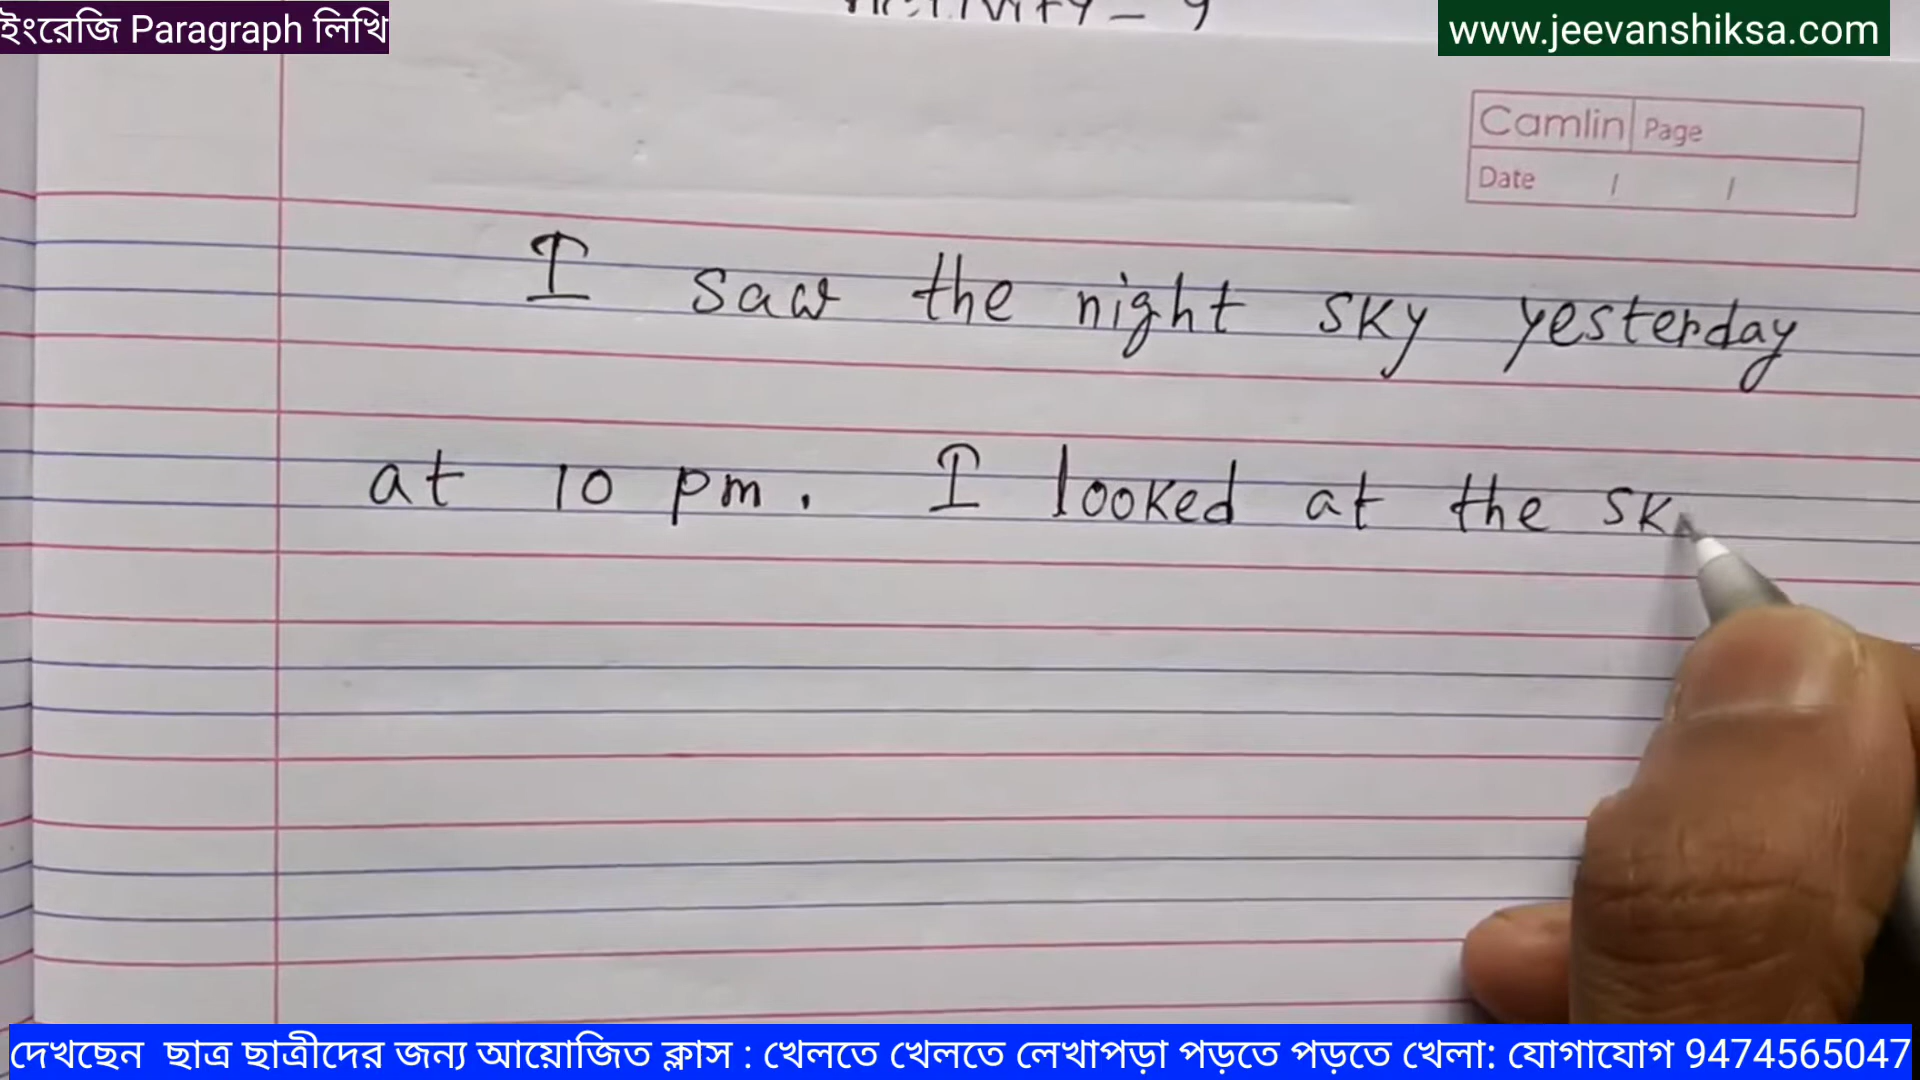 ইংরেজি Paragraph লিখি
www.jeevanshiksa.com
Camlin Page
Date / /
I saw the night sky yesterday
at 10 pm. I looked at the sk
দেখছেন ছাত্র ছাত্রীদের জন্য আয়োজিত ক্লাস : খেলতে খেলতে লেখাপড়া পড়তে পড়তে খেলা: যোগাযোগ 9474565047